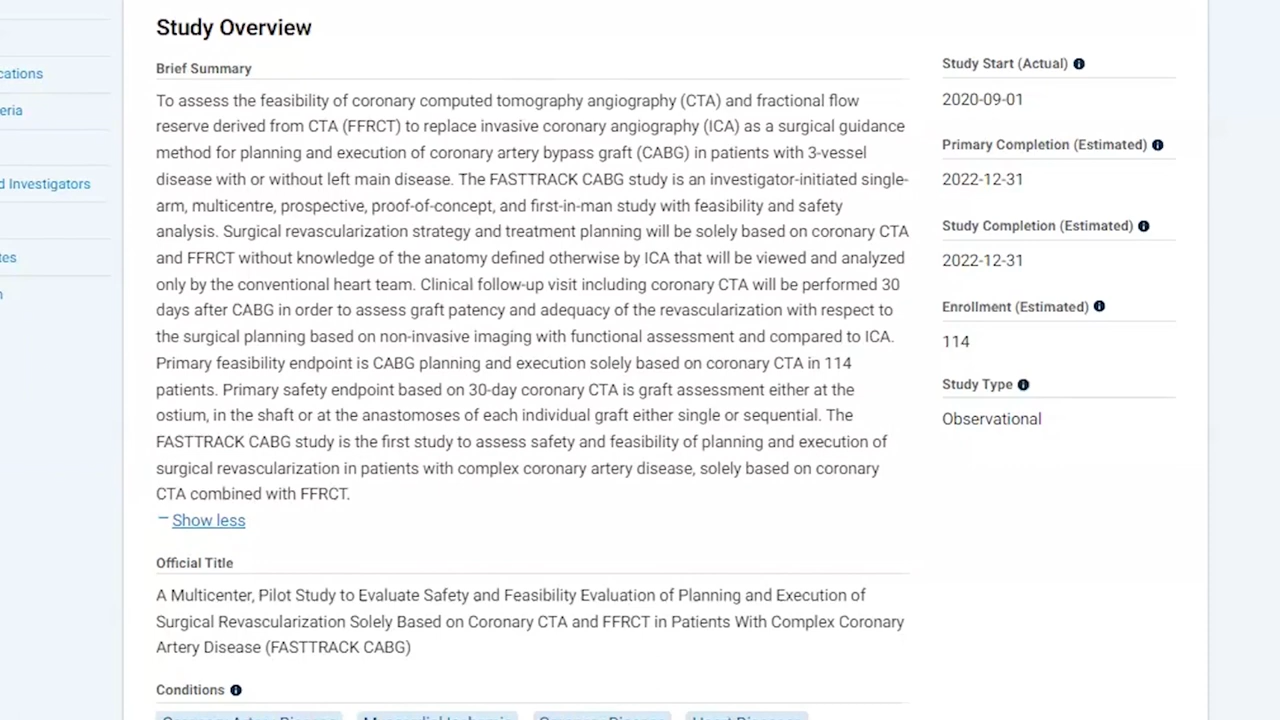 Study Overview
Brief Summary
To assess the feasibility of coronary computed tomography angiography (CTA) and fractional flow
reserve derived from CTA (FFRCT) to replace invasive coronary angiography (ICA) as a surgical guidance
method for planning and execution of coronary artery bypass graft (CABG) in patients with 3-vessel
disease with or without left main disease. The FASTTRACK CABG study is an investigator-initiated single-
arm, multicentre, prospective, proof-of-concept, and first-in-man study with feasibility and safety
analysis. Surgical revascularization strategy and treatment planning will be solely based on coronary CTA
and FFRCT without knowledge of the anatomy defined otherwise by ICA that will be viewed and analyzed
only by the conventional heart team. Clinical follow-up visit including coronary CTA will be performed 30
days after CABG in order to assess graft patency and adequacy of the revascularization with respect to
the surgical planning based on non-invasive imaging with functional assessment and compared to ICA.
Primary feasibility endpoint is CABG planning and execution solely based on coronary CTA in 114
patients. Primary safety endpoint based on 30-day coronary CTA is graft assessment either at the
ostium, in the shaft or at the anastomoses of each individual graft either single or sequential. The
FASTTRACK CABG study is the first study to assess safety and feasibility of planning and execution of
surgical revascularization in patients with complex coronary artery disease, solely based on coronary
CTA combined with FFRCT.
Show less
Official Title
A Multicenter, Pilot Study to Evaluate Safety and Feasibility Evaluation of Planning and Execution of
Surgical Revascularization Solely Based on Coronary CTA and FFRCT in Patients With Complex Coronary
Artery Disease (FASTTRACK CABG)
Conditions
Study Start (Actual)
2020-09-01
Primary Completion (Estimated)
2022-12-31
Study Completion (Estimated)
2022-12-31
Enrollment (Estimated)
114
Study Type
Observational
cations
eria
d Investigators
tes